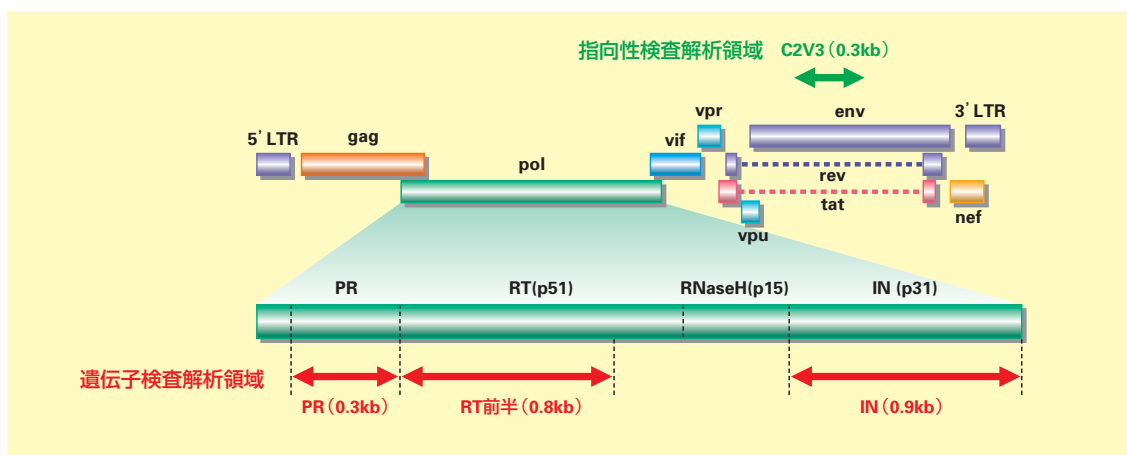 指向性検査解析領域 C2V3(0.3kb)
vpr env 3’LTR
5’LTR gag vif
pol rev
tat nef
vpu
PR RT(p51) RNaseH(p15) IN (p31)
遺伝子検査解析領域
PR(0.3kb) RT前半(0.8kb) IN(0.9kb)